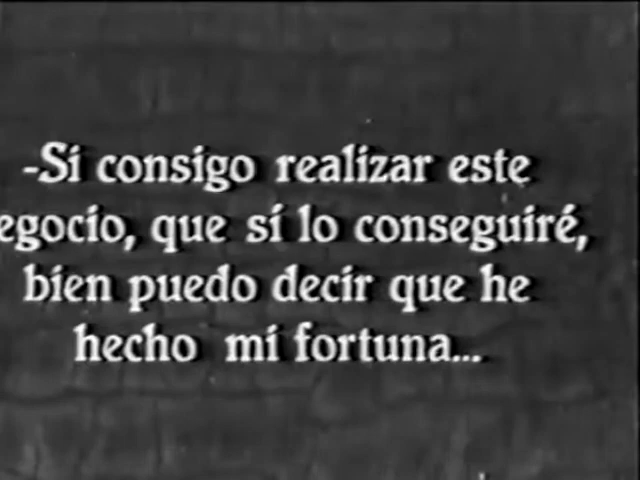 -Si consigo realizar este
egocio, que sí lo conseguiré,
bien puedo decir que he
hecho mi fortuna...